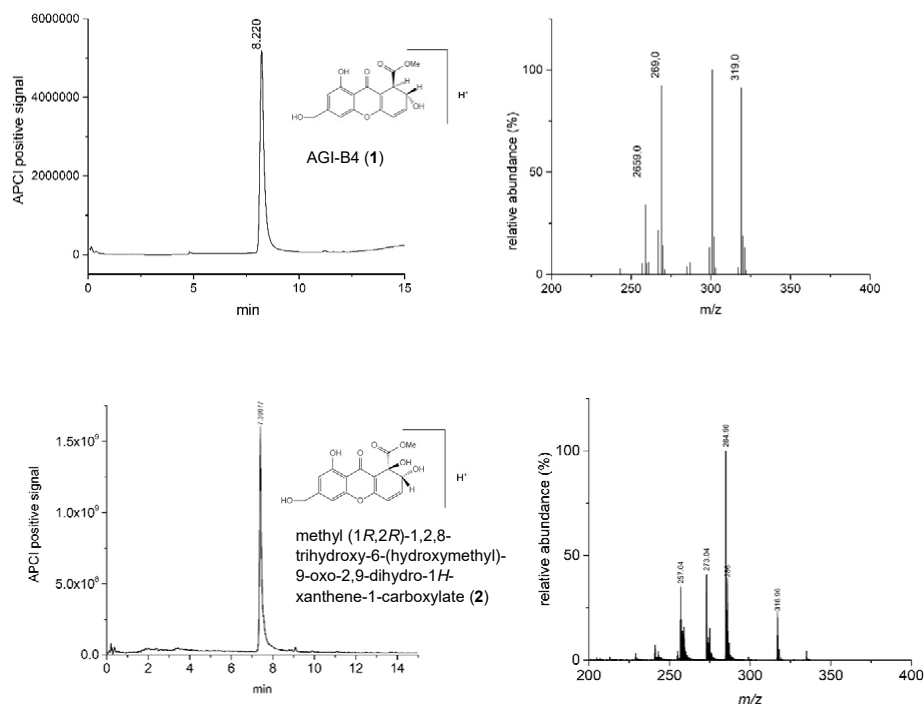 6000000
4000000
2000000
0
APCI positive signal
8.220
0
5
10
15
min
OH
O
O
OMe
H
H
OH
HO
O
H⁺
AGI-B4 (1)
relative abundance (%)
100
50
0
2659.0
269,0
319.0
200
250
300
350
400
m/z
1.5x10⁹
1.0x10⁹
5.0x10⁸
0.0
APCI positive signal
0
2
4
6
8
10
12
14
min
OH
O
O
OMe
OH
OH
H
HO
O
H⁺
methyl (1R,2R)-1,2,8-
trihydroxy-6-(hydroxymethyl)-
9-oxo-2,9-dihydro-1H-
xanthene-1-carboxylate (2)
relative abundance (%)
100
50
0
257.04
273.04
284.96
286
316.96
200
250
300
350
400
m/z